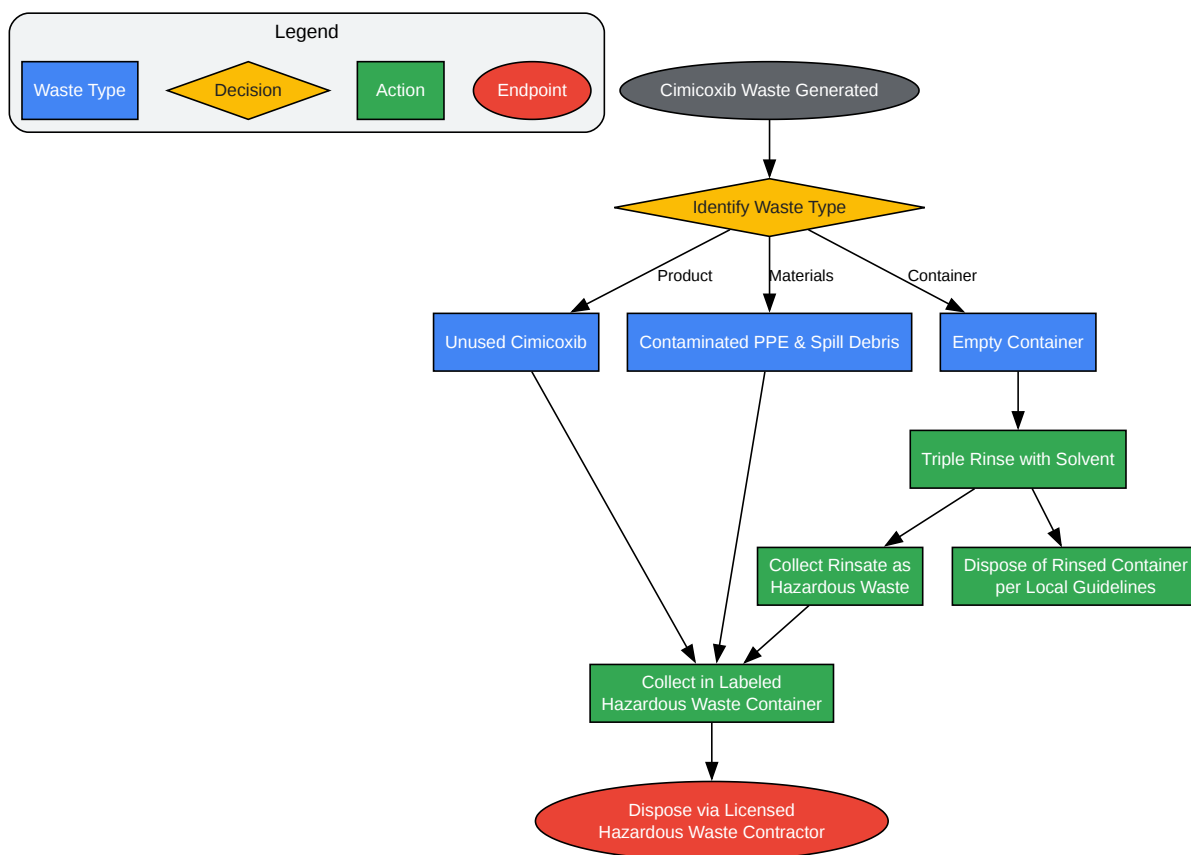 Legend
Waste Type
Decision
Action
Endpoint
Cimicoxib Waste Generated
Identify Waste Type
Product
Materials
Container
Unused Cimicoxib
Contaminated PPE & Spill Debris
Empty Container
Triple Rinse with Solvent
Collect Rinsate as
Hazardous Waste
Dispose of Rinsed Container
per Local Guidelines
Collect in Labeled
Hazardous Waste Container
Dispose via Licensed
Hazardous Waste Contractor